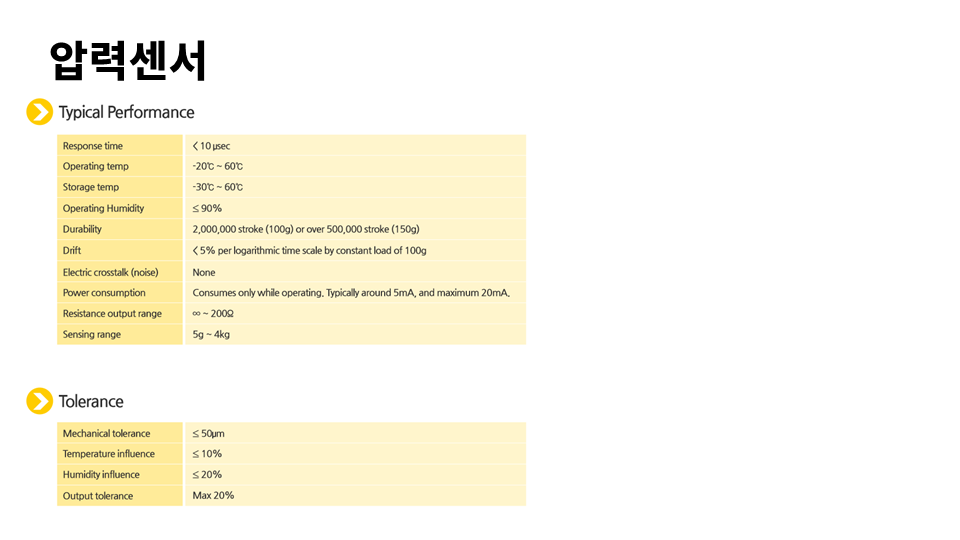 압력센서
Typical Performance
Response time < 10 μsec
Operating temp -20℃ ~ 60℃
Storage temp -30℃ ~ 60℃
Operating Humidity ≤ 90%
Durability 2,000,000 stroke (100g) or over 500,000 stroke (150g)
Drift < 5% per logarithmic time scale by constant load of 100g
Electric crosstalk (noise) None
Power consumption Consumes only while operating. Typically around 5mA, and maximum 20mA.
Resistance output range ∞ ~ 200Ω
Sensing range 5g ~ 4kg
Tolerance
Mechanical tolerance ≤ 50μm
Temperature influence ≤ 10%
Humidity influence ≤ 20%
Output tolerance Max 20%